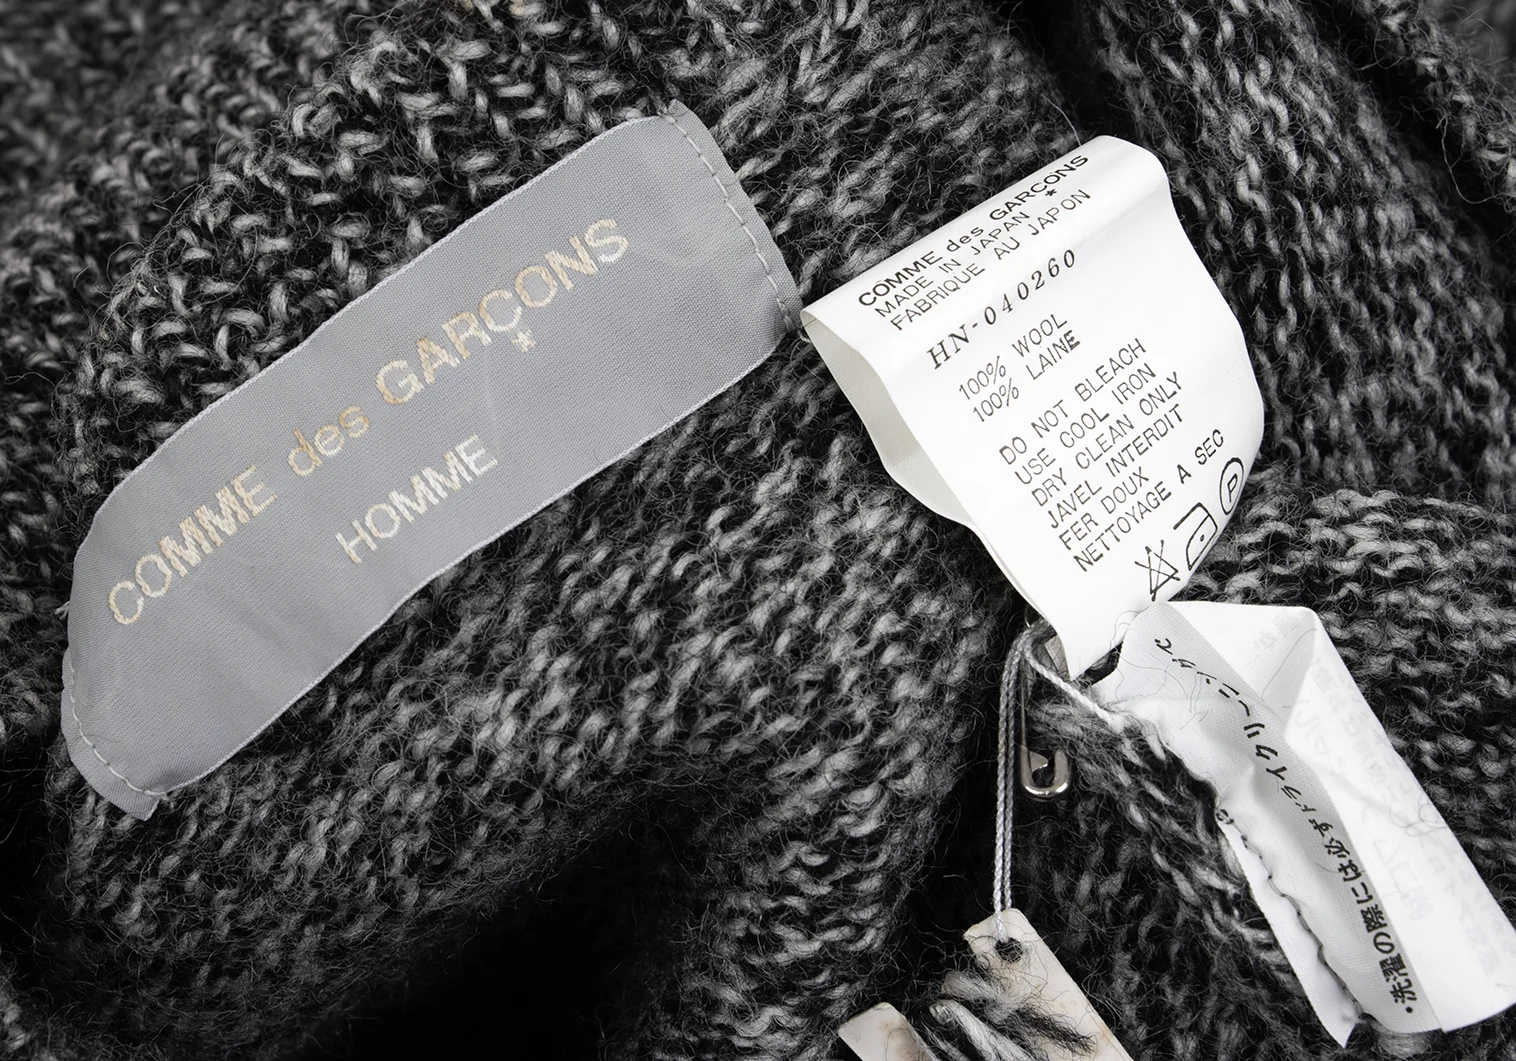 COMME des GARÇONS
*
HOMME
COMME des GARÇONS
*
MADE IN JAPAN
FABRIQUE AU JAPON
HN-040260
100% WOOL
100% LAINE
DO NOT BLEACH
USE COOL IRON
DRY CLEAN ONLY
JAVEL INTERDIT
FER DOUX
NETTOYAGE A SEC
P
・洗濯の際には必ずドライクリーニングで